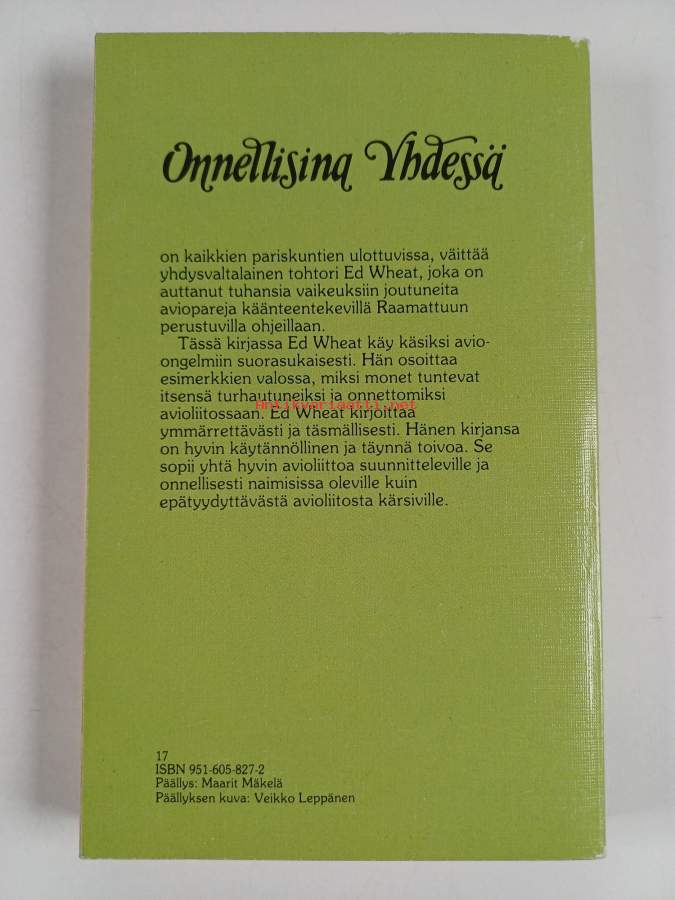 Onnellisina Yhdessä
on kaikkien pariskuntien ulottuvissa, väittää
yhdysvaltalainen tohtori Ed Wheat, joka on
auttanut tuhansia vaikeuksiin joutuneita
aviopareja käänteentekevillä Raamattuun
perustuvilla ohjeillaan.
Tässä kirjassa Ed Wheat käy käsiksi avio-
ongelmiin suorasukaisesti. Hän osoittaa
esimerkkien valossa, miksi monet tuntevat
itsensä turhautuneiksi ja onnettomiksi
Antikvariaatti.net
avioliitossaan. Ed Wheat kirjoittaa
ymmärrettävästi ja täsmällisesti. Hänen kirjansa
on hyvin käytännöllinen ja täynnä toivoa. Se
sopii yhtä hyvin avioliittoa suunnitteleville ja
onnellisesti naimisissa oleville kuin
epätyydyttävästä avioliitosta kärsiville.
17
ISBN 951-605-827-2
Päällys: Maarit Mäkelä
Päällyksen kuva: Veikko Leppänen